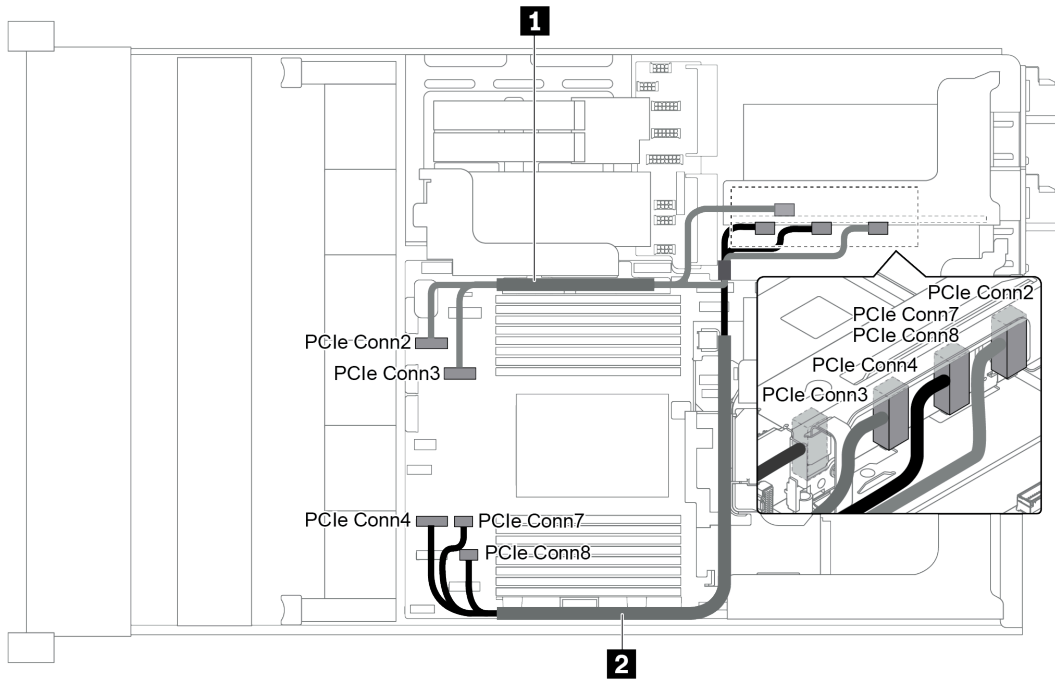 1
PCIe Conn2
PCIe Conn7
PCIe Conn8
PCIe Conn4
PCIe Conn3
PCIe Conn2
PCIe Conn3
PCIe Conn4
PCIe Conn7
PCIe Conn8
2